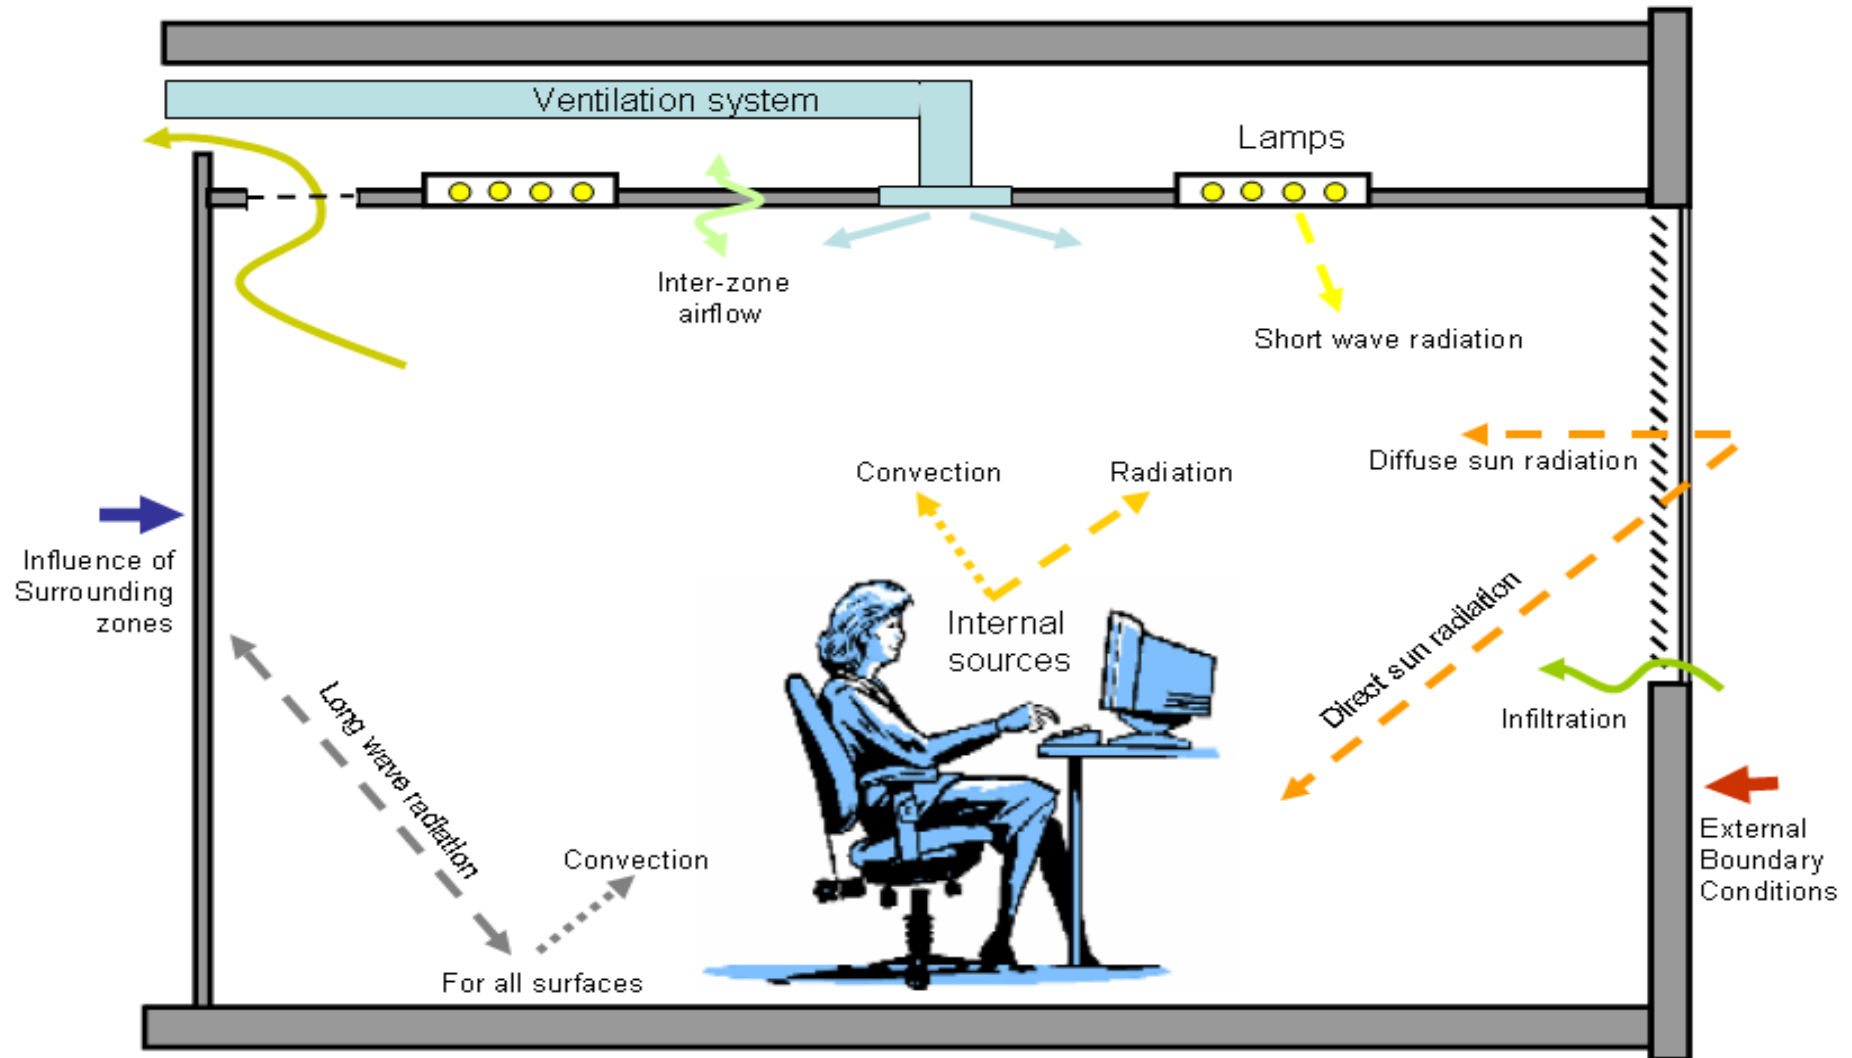 Ventilation system
Lamps
Inter-zone
airflow
Short wave radiation
Convection
Radiation
Diffuse sun radiation
Influence of
Surrounding
zones
Internal
sources
Direct sun radiation
Long wave radiation
Infiltration
External
Boundary
Conditions
Convection
For all surfaces